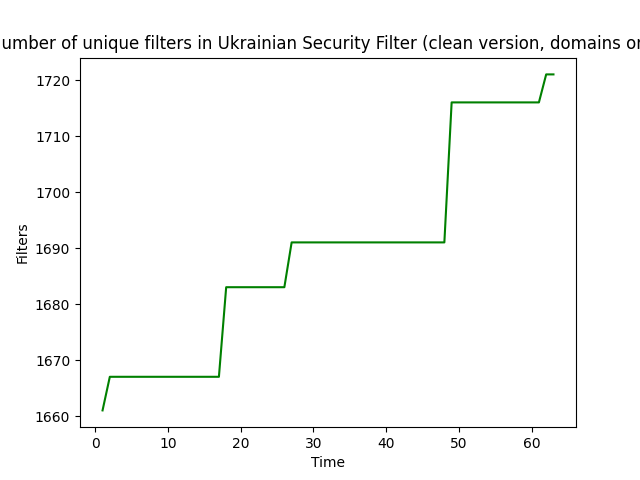 umber of unique filters in Ukrainian Security Filter (clean version, domains or
1720
1710
1700
1690
1680
1670
1660
Filters
0 10 20 30 40 50 60
Time